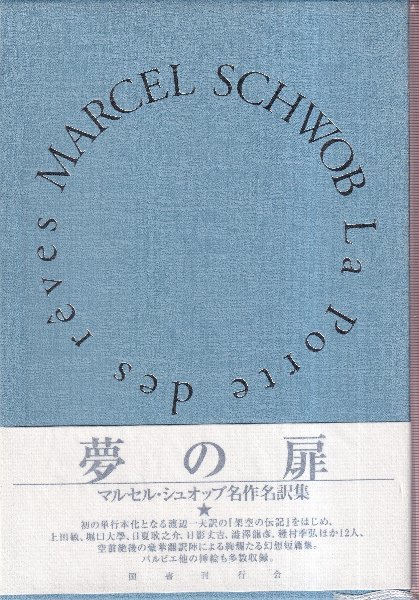 MARCEL SCHWOB La Porte des rêves
夢の扉
マルセル・シュオッブ名作名訳集
★
初の単行本化となる渡辺一夫訳の『架空の伝記』をはじめ、
上田敏、堀口大學、日夏耿之介、日影丈吉、澁澤龍彦、種村季弘ほか12人、
空前絶後の豪華翻訳陣による絢爛たる幻想短篇集。
バルビエ他の挿絵も多数収録。
国書刊行会